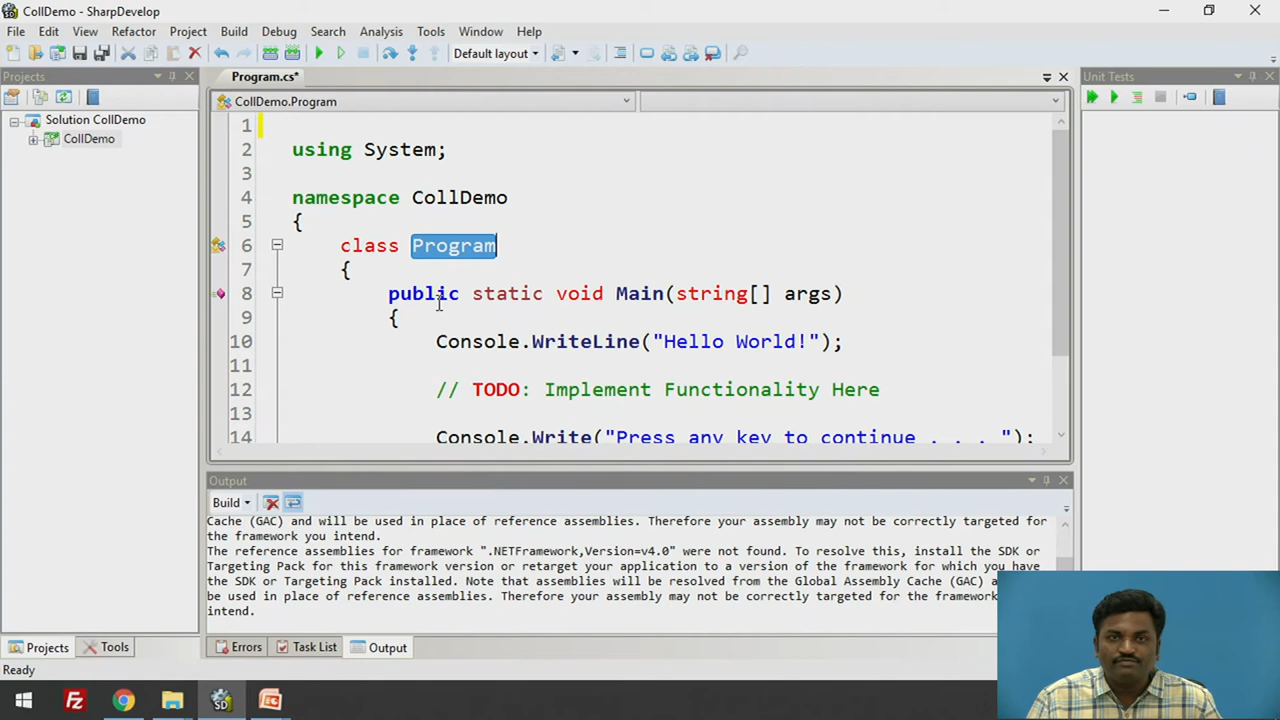 CollDemo - SharpDevelop
File Edit View Refactor Project Build Debug Search Analysis Tools Window Help
Default layout
Projects
Program.cs*
Unit Tests
CollDemo.Program
Solution CollDemo
CollDemo
1
2 using System;
3
4 namespace CollDemo
5 {
6 class Program
7 {
8 public static void Main(string[] args)
9 {
10 Console.WriteLine("Hello World!");
11
12 // TODO: Implement Functionality Here
13
14 Console.Write("Press any key to continue . . . ");
Output
Build
Cache (GAC) and will be used in place of reference assemblies. Therefore your assembly may not be correctly targeted for
the framework you intend.
The reference assemblies for framework ".NETFramework,Version=v4.0" were not found. To resolve this, install the SDK or
Targeting Pack for this framework version or retarget your application to a version of the framework for which you have
the SDK or Targeting Pack installed. Note that assemblies will be resolved from the Global Assembly Cache (GAC)
be used in place of reference assemblies. Therefore your assembly may not be correctly targeted for the framework
intend.
Projects Tools Errors Task List Output
Ready
Fz
SD